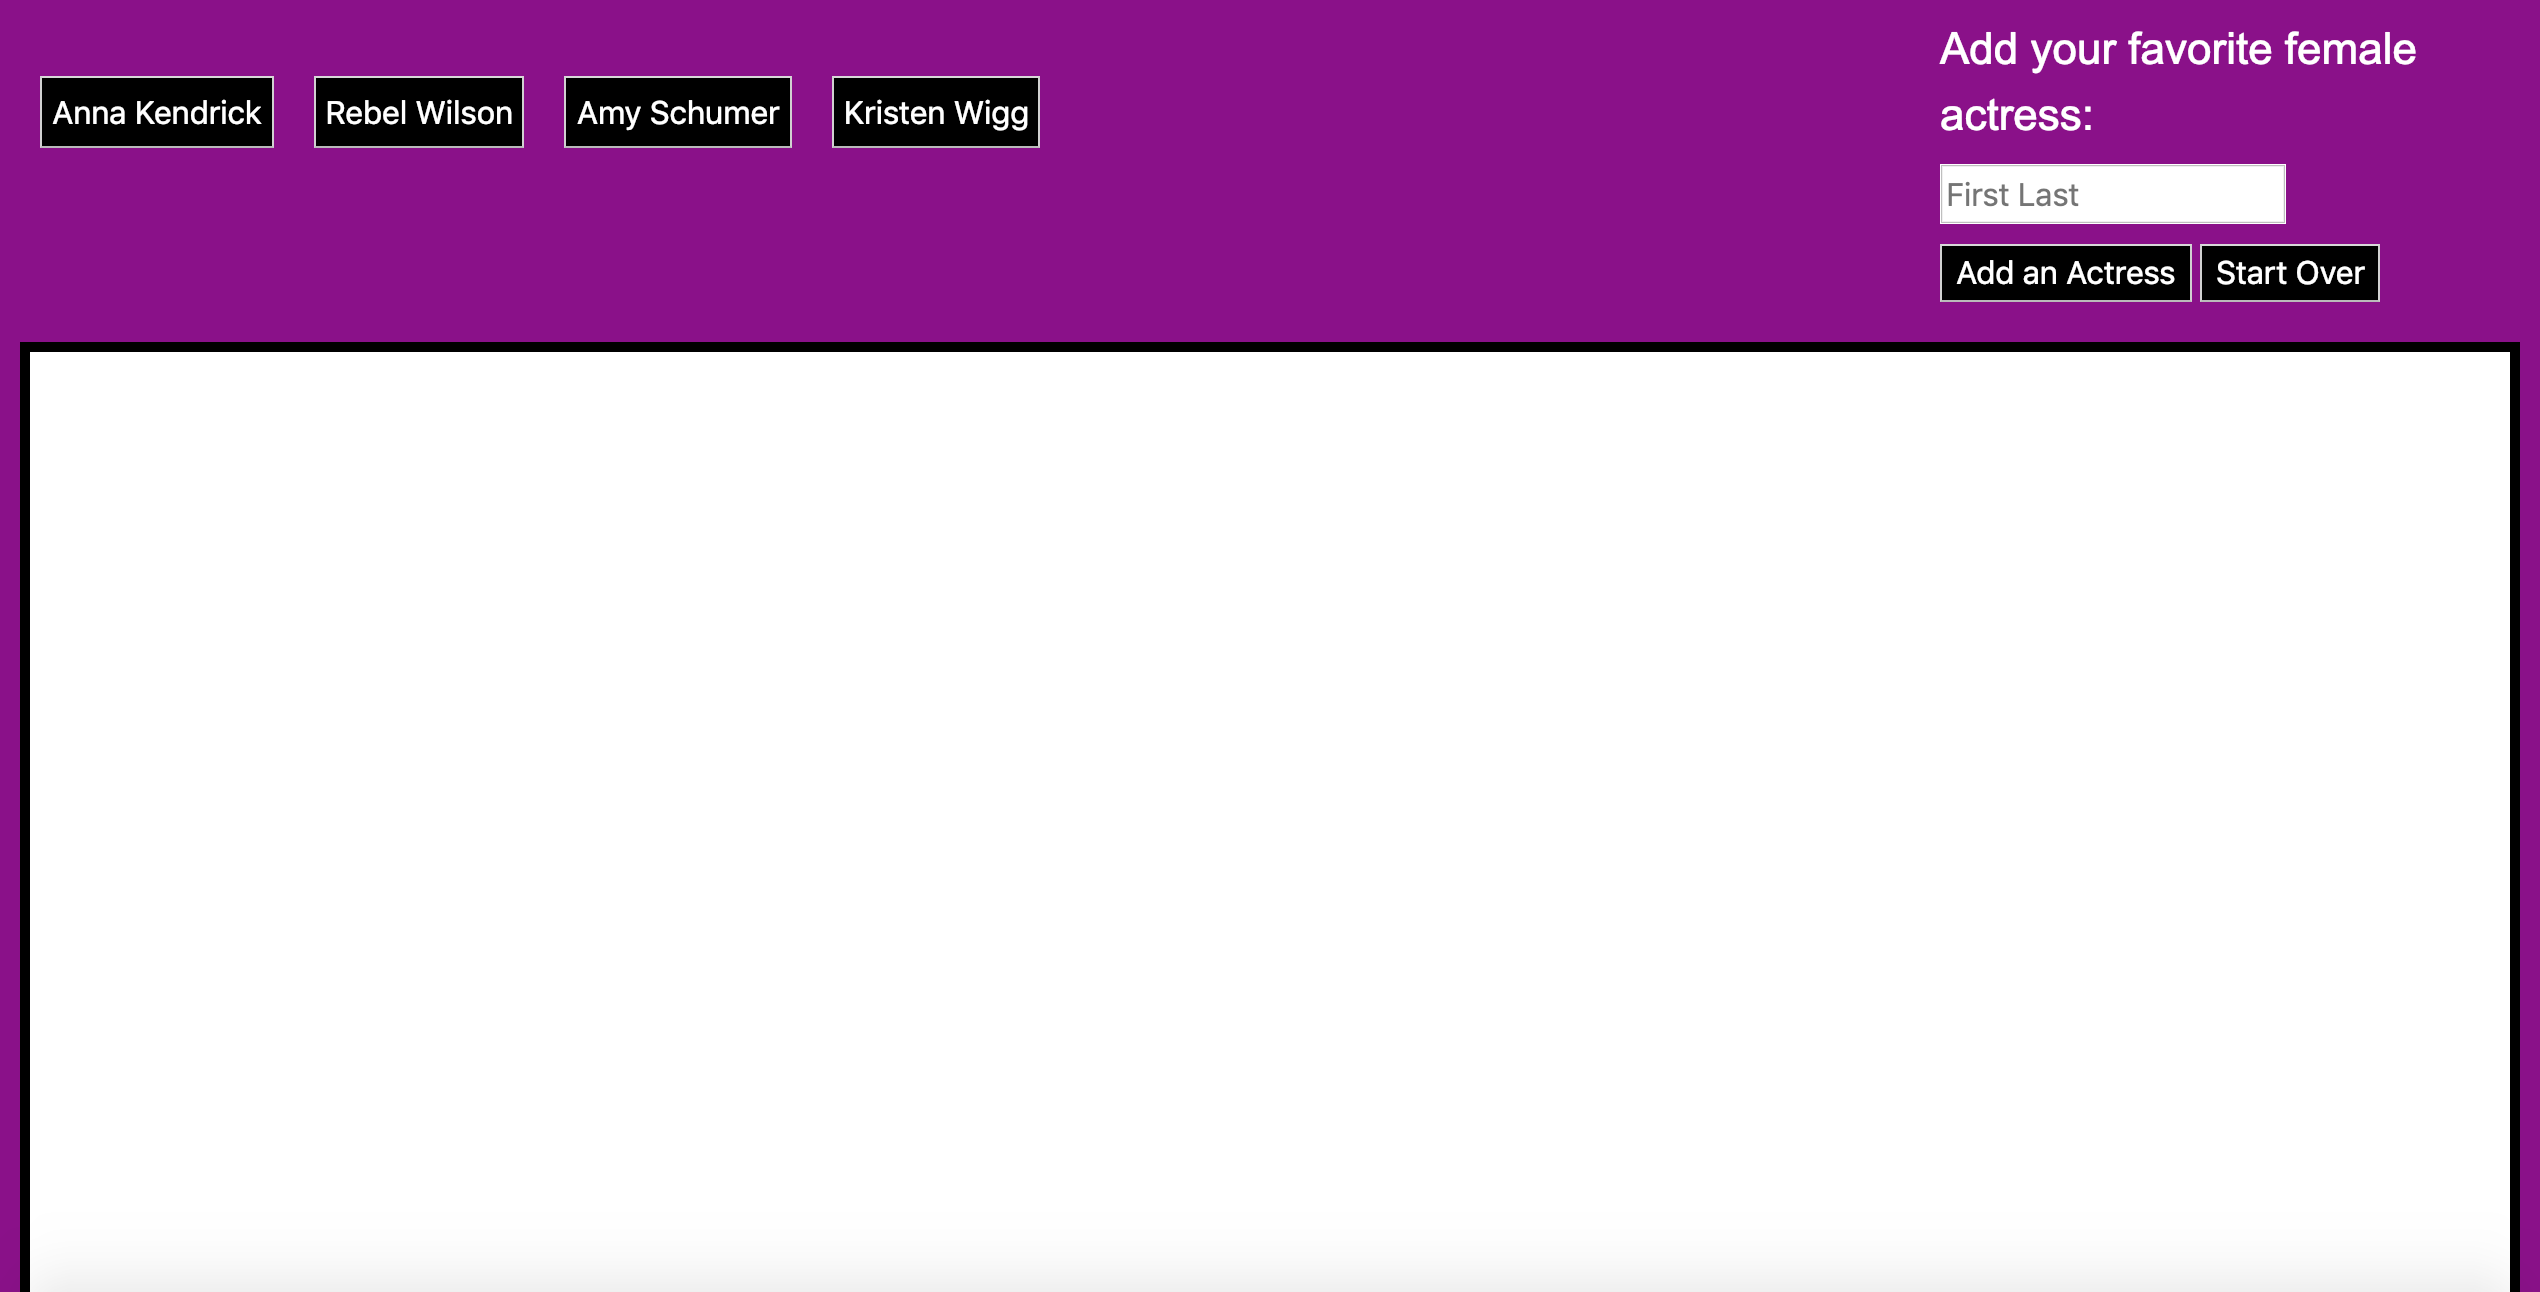 Anna Kendrick
Rebel Wilson
Amy Schumer
Kristen Wigg
Add your favorite female
actress:
First Last
Add an Actress
Start Over